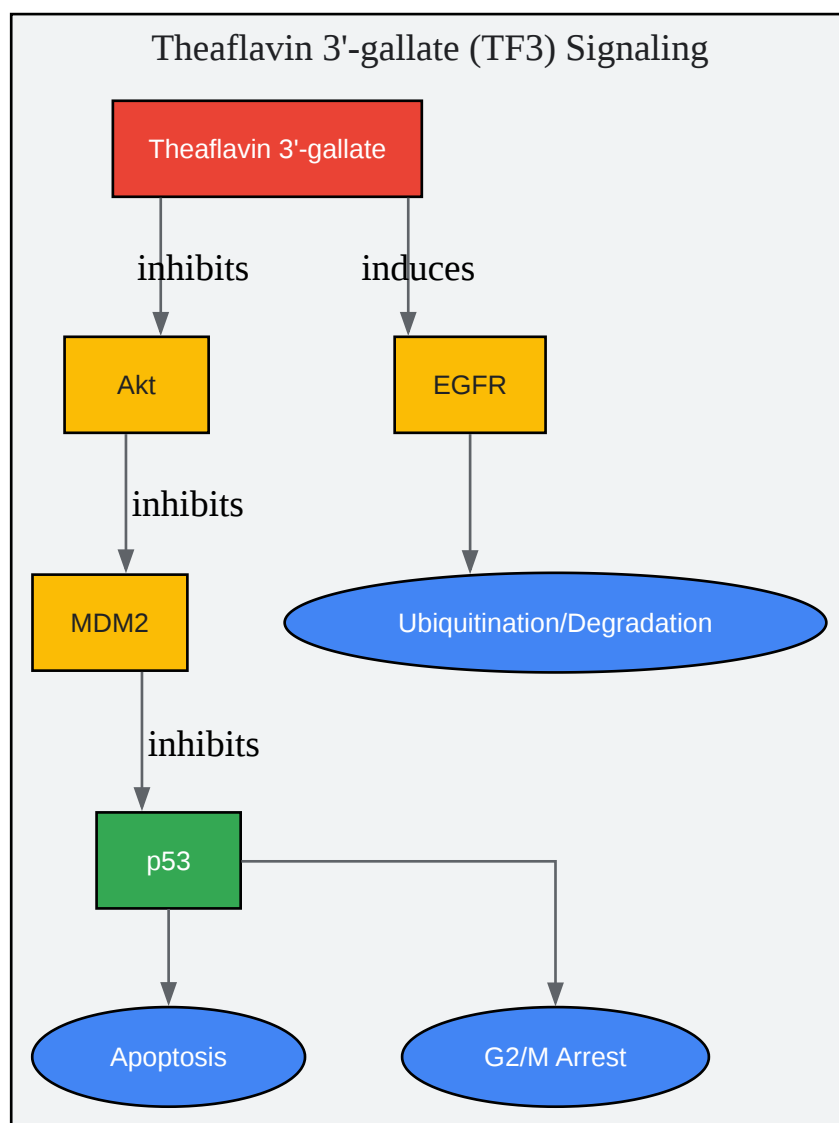 Theaflavin 3'-gallate (TF3) Signaling
Theaflavin 3'-gallate
inhibits
induces
Akt
EGFR
inhibits
MDM2
Ubiquitination/Degradation
inhibits
p53
Apoptosis
G2/M Arrest